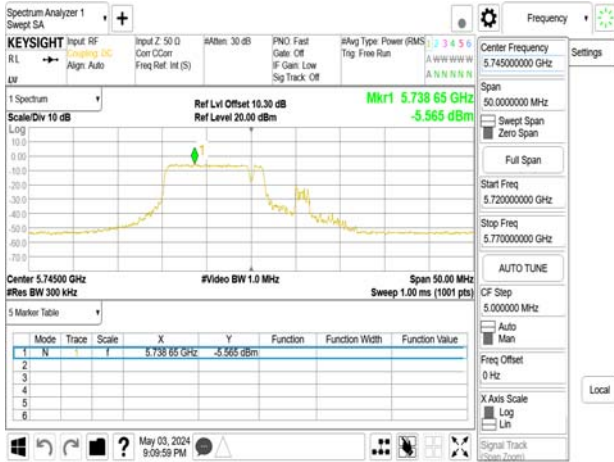 Spectrum Analyzer 1
Swept SA
+
Frequency
KEYSIGHT
RL
Input: RF
Coupling: DC
Align: Auto
Input Z: 50 Ω
Corr CCorr
Freq Ref: Int (S)
#Atten: 30 dB
PNO: Fast
Gate: Off
IF Gain: Low
Sig Track: Off
#Avg Type: Power (RMS
Trig: Free Run
1 2 3 4 5 6
A W W W W W
A N N N N N
Center Frequency
5.745000000 GHz
Settings
Span
50.0000000 MHz
Swept Span
Zero Span
Full Span
Start Freq
5.720000000 GHz
Stop Freq
5.770000000 GHz
AUTO TUNE
CF Step
5.000000 MHz
Auto
Man
Freq Offset
0 Hz
X Axis Scale
Log
Lin
Signal Track
(Span Zoom)
Local
1 Spectrum
Scale/Div 10 dB
Ref Lvl Offset 10.30 dB
Ref Level 20.00 dBm
Mkr1 5.738 65 GHz
-5.565 dBm
Log
10.0
0.00
-10.0
-20.0
-30.0
-40.0
-50.0
-60.0
-70.0
1
Center 5.74500 GHz
#Res BW 300 kHz
#Video BW 1.0 MHz
Span 50.00 MHz
Sweep 1.00 ms (1001 pts)
5 Marker Table
Mode Trace Scale X Y Function Function Width Function Value
1 N 1 f 5.738 65 GHz -5.565 dBm
2
3
4
5
6
?
May 03, 2024
9:09:59 PM